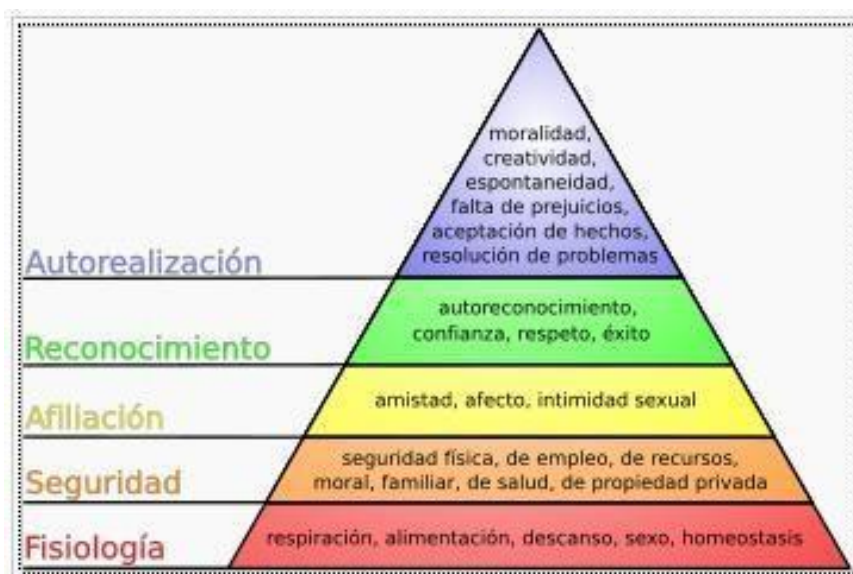 moralidad,
creatividad,
espontaneidad,
falta de prejuicios,
aceptación de hechos,
resolución de problemas
Autorealización
autoreconocimiento,
confianza, respeto, éxito
Reconocimiento
amistad, afecto, intimidad sexual
Afiliación
seguridad física, de empleo, de recursos,
moral, familiar, de salud, de propiedad privada
Seguridad
respiración, alimentación, descanso, sexo, homeostasis
Fisiología